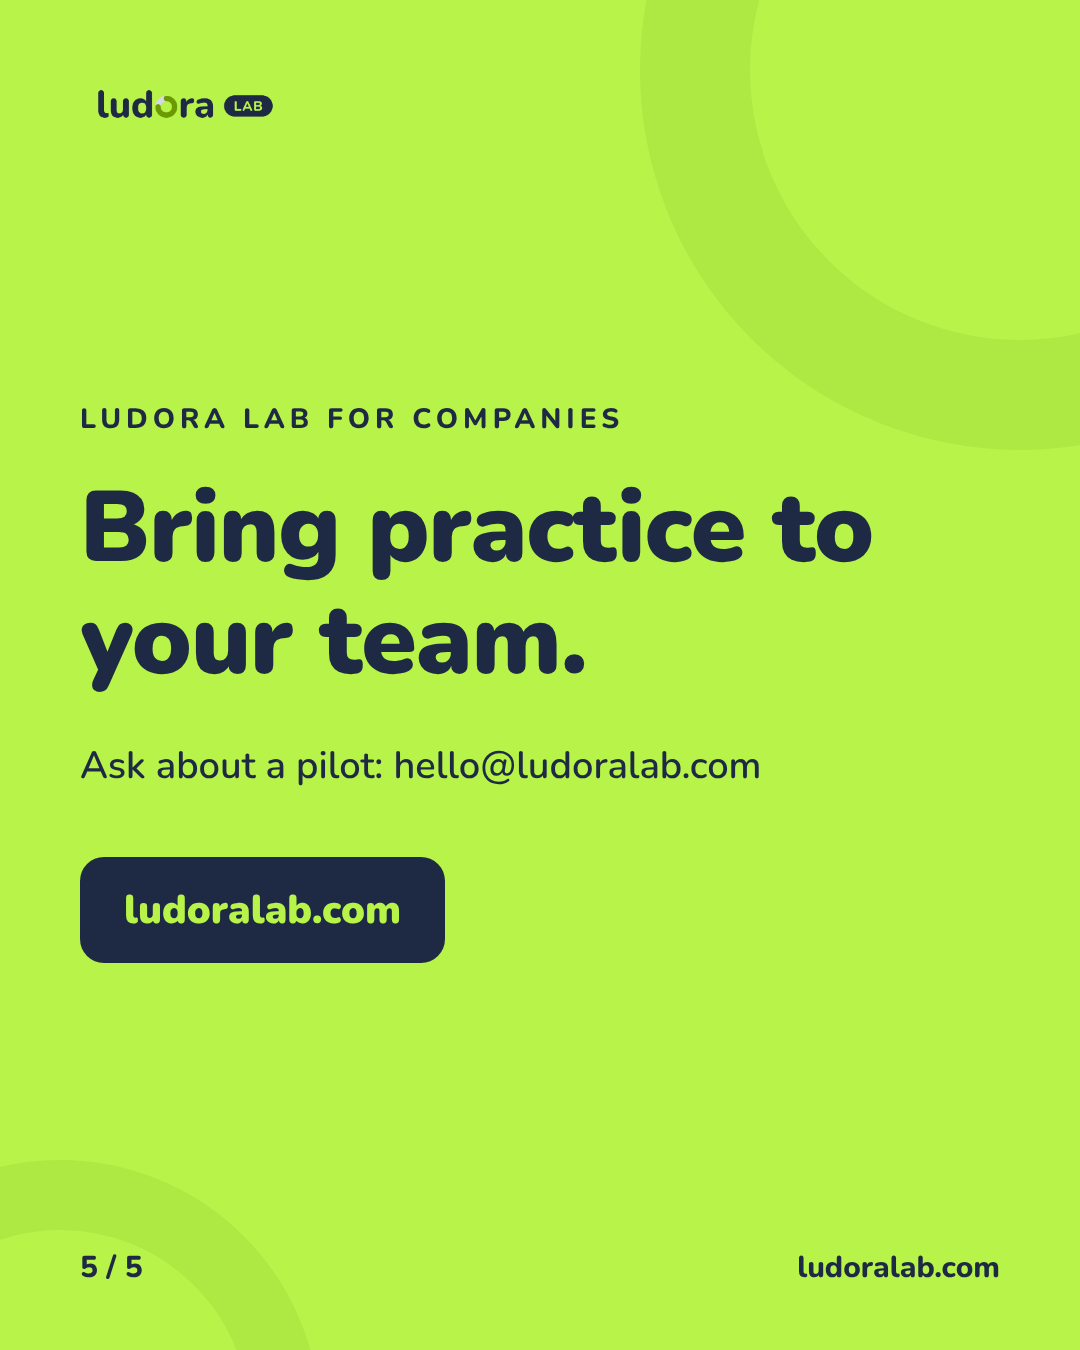 ludora LAB
LUDORA LAB FOR COMPANIES
Bring practice to
your team.
Ask about a pilot: hello@ludoralab.com
ludoralab.com
5 / 5
ludoralab.com